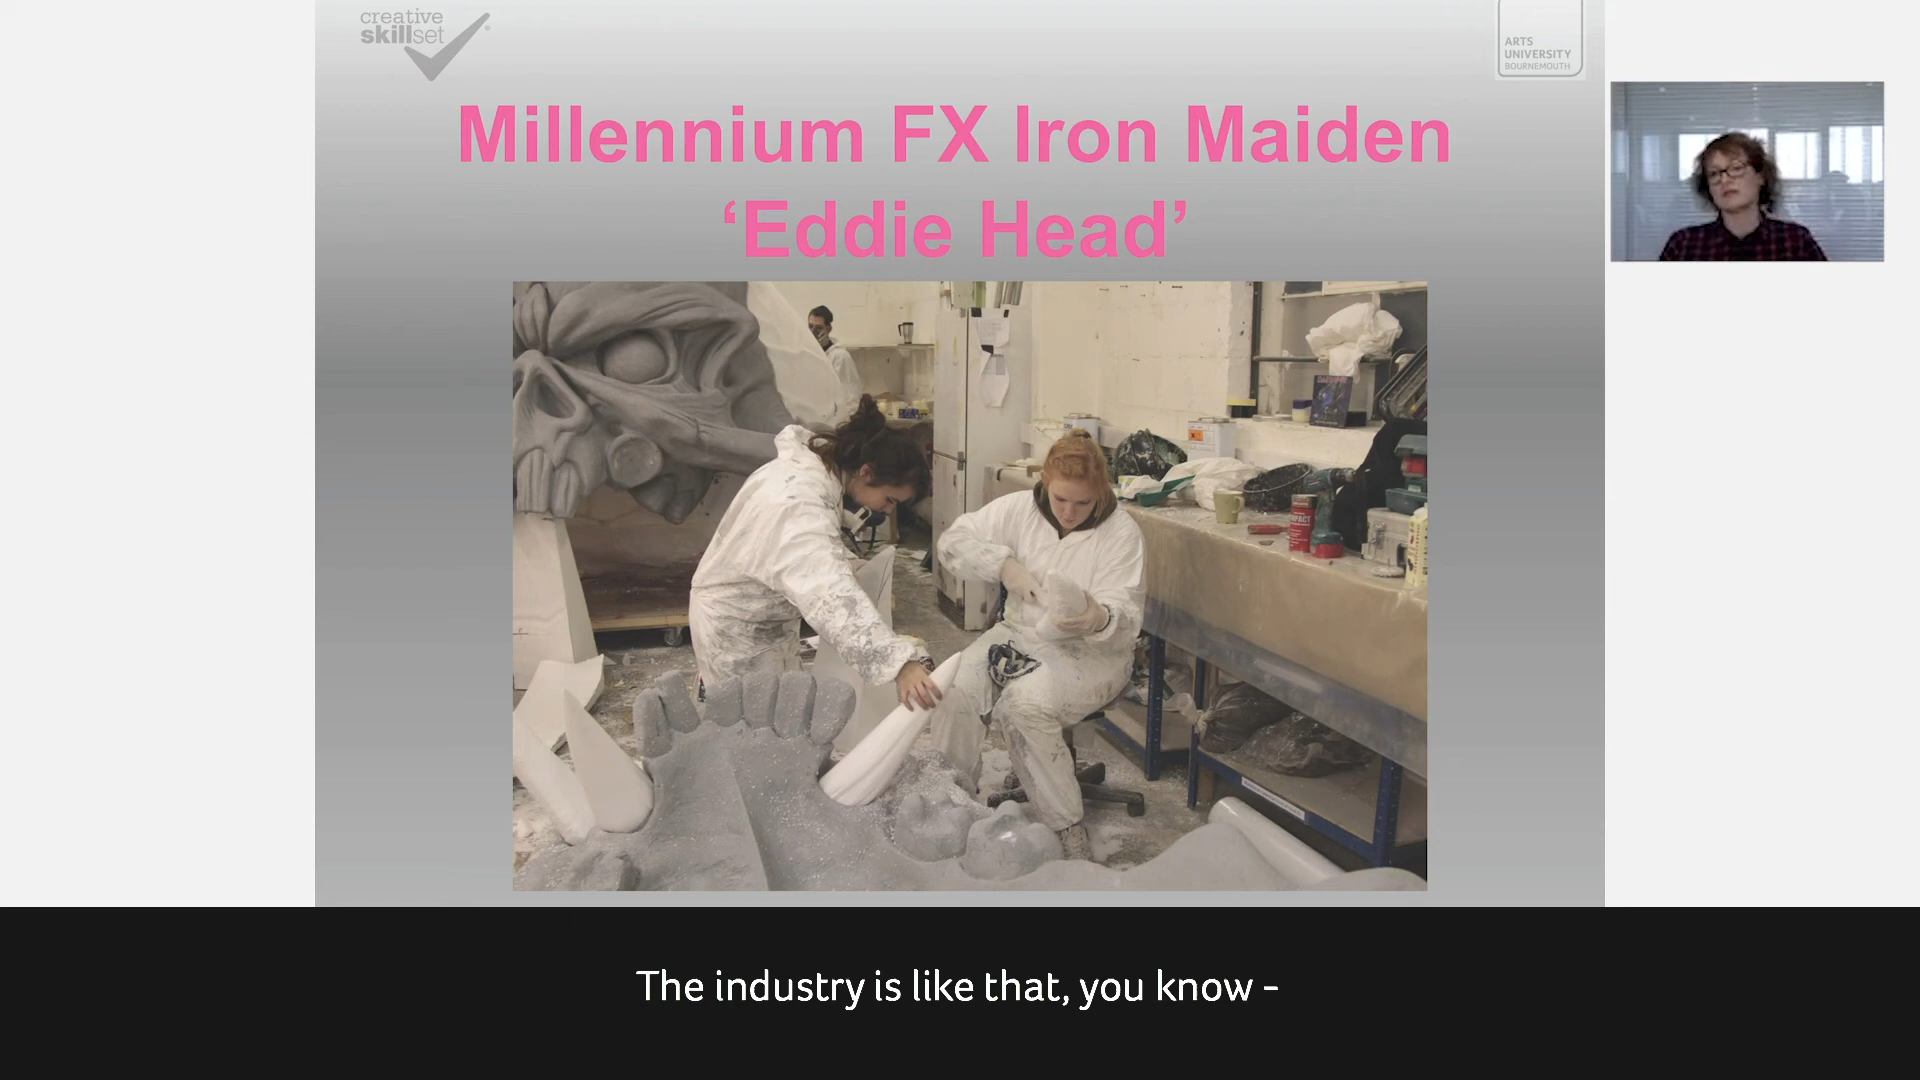 creative
skillset
ARTS
UNIVERSITY
BOURNEMOUTH
Millennium FX Iron Maiden
‘Eddie Head’
The industry is like that, you know -